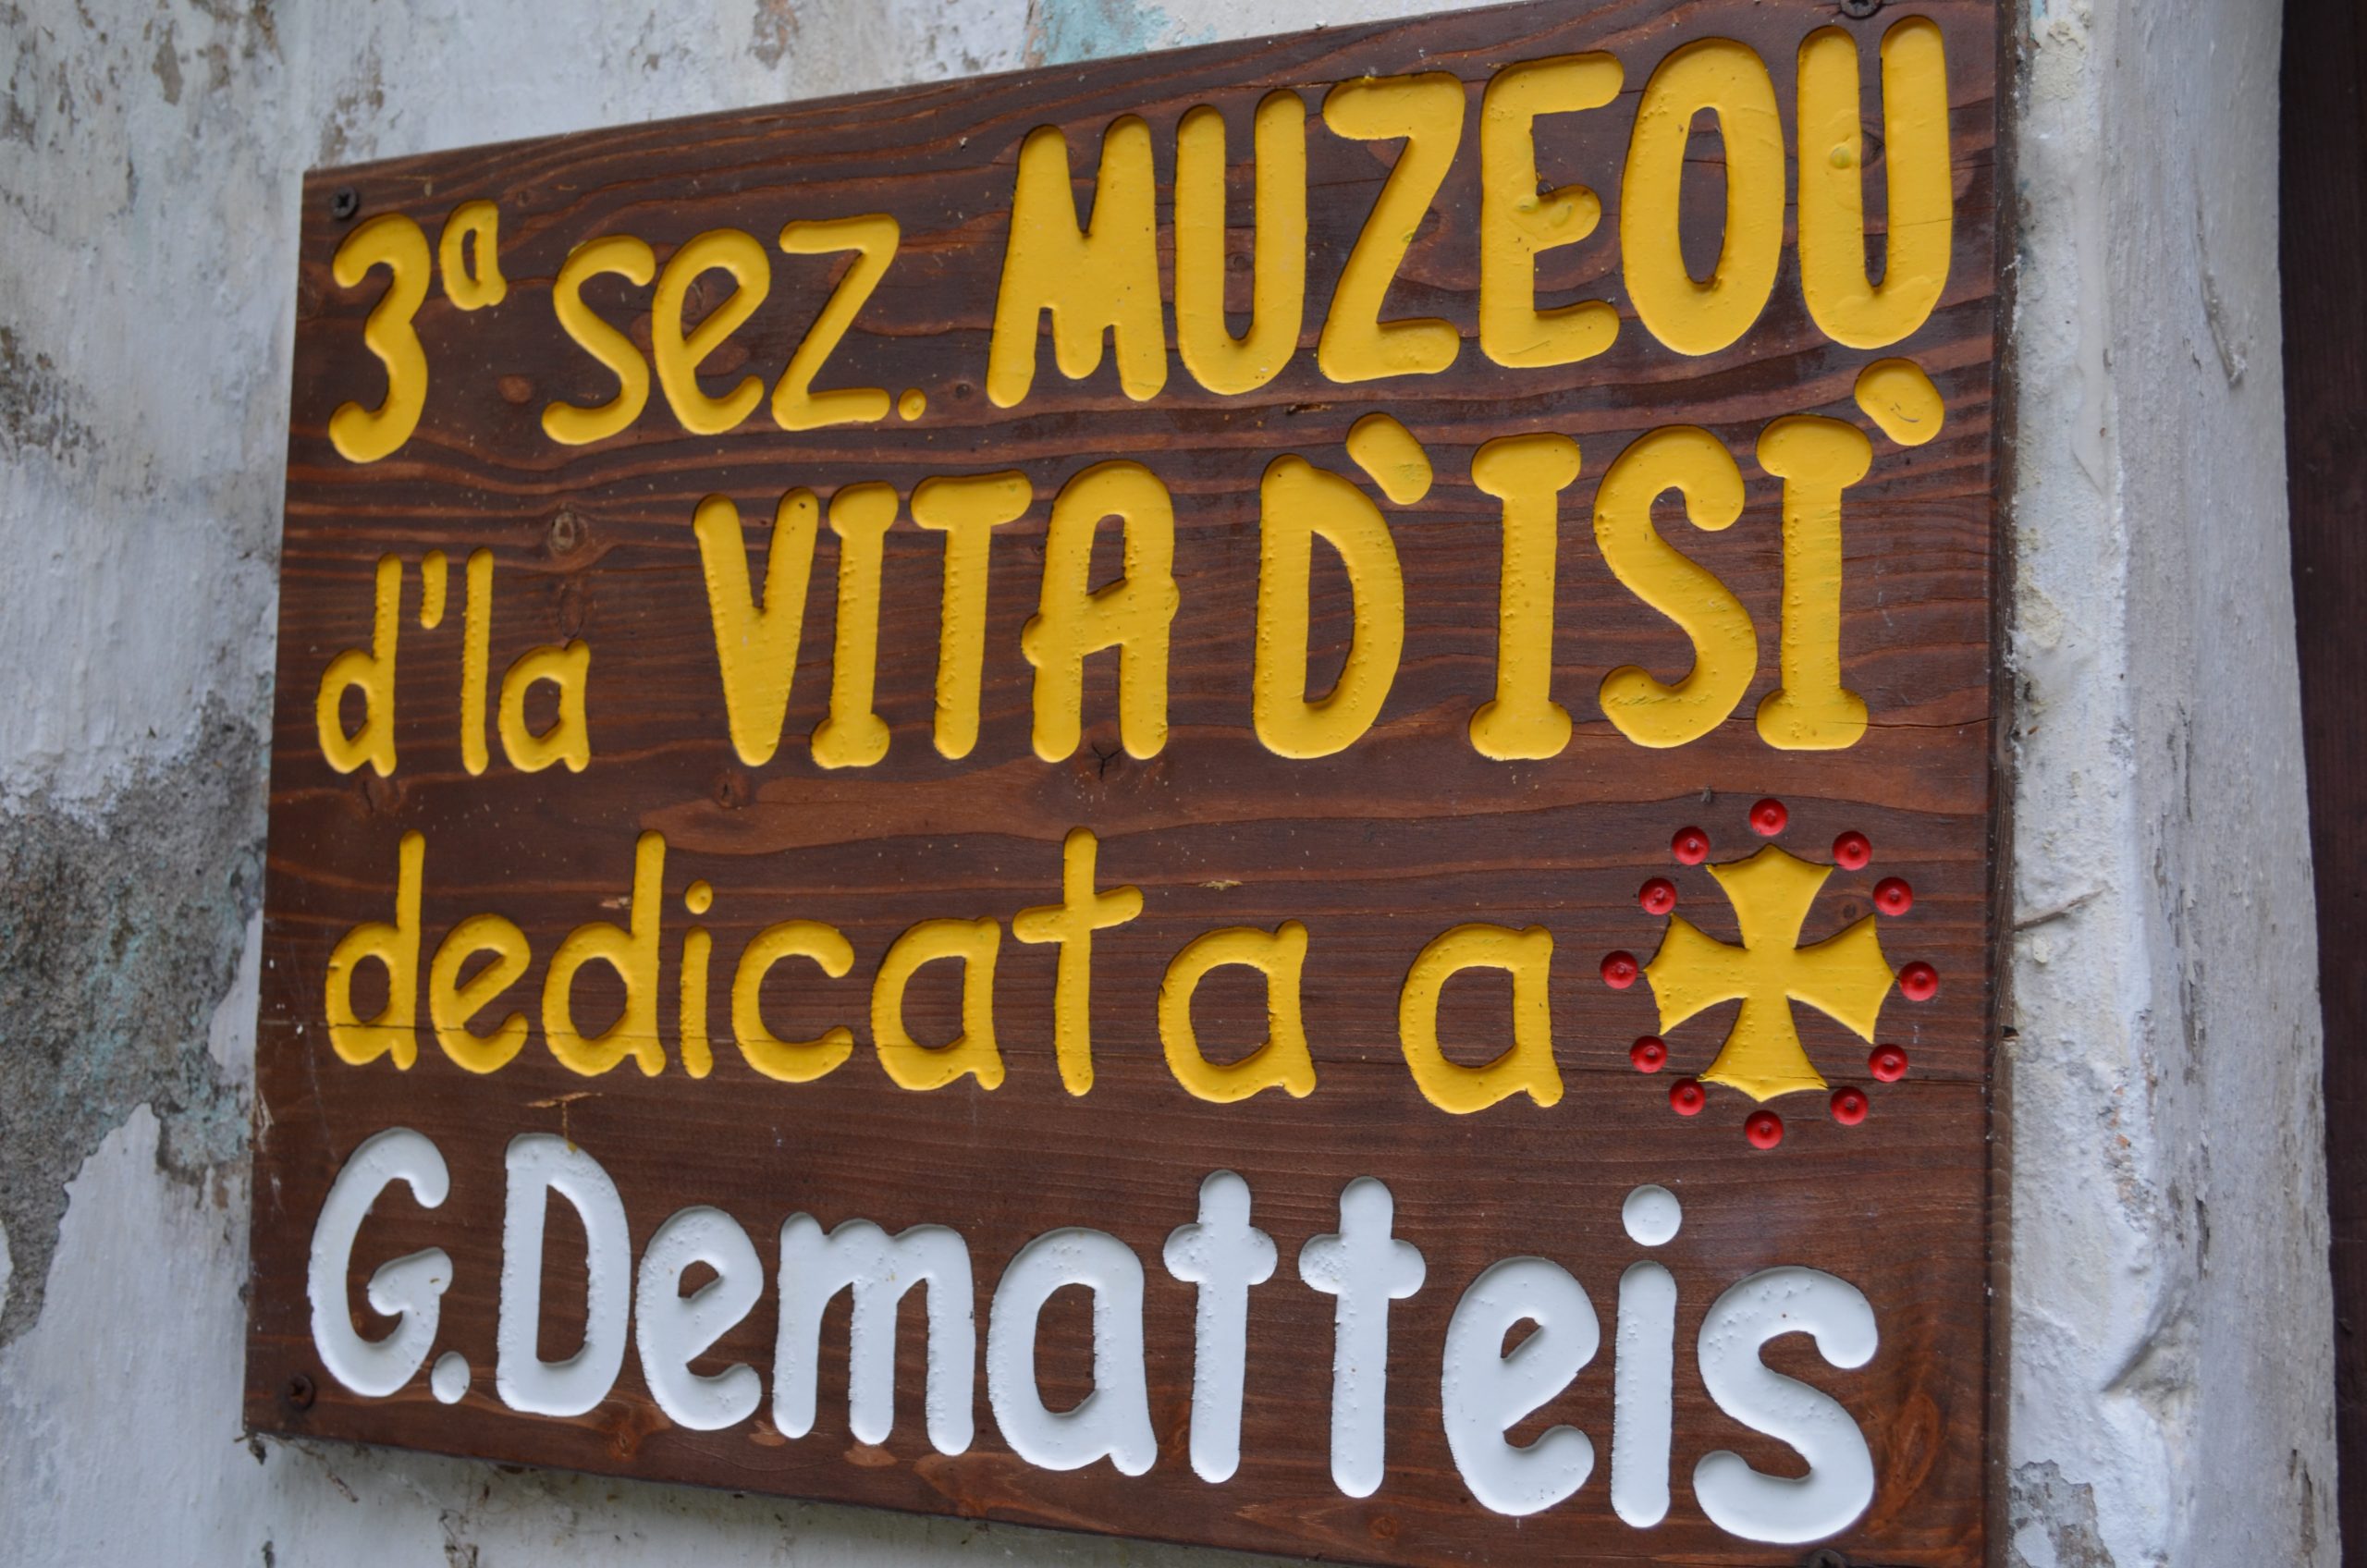 3ª sez. MUZEOU
d'la VITA D`ISÌ
dedicata a
G. Dematteis